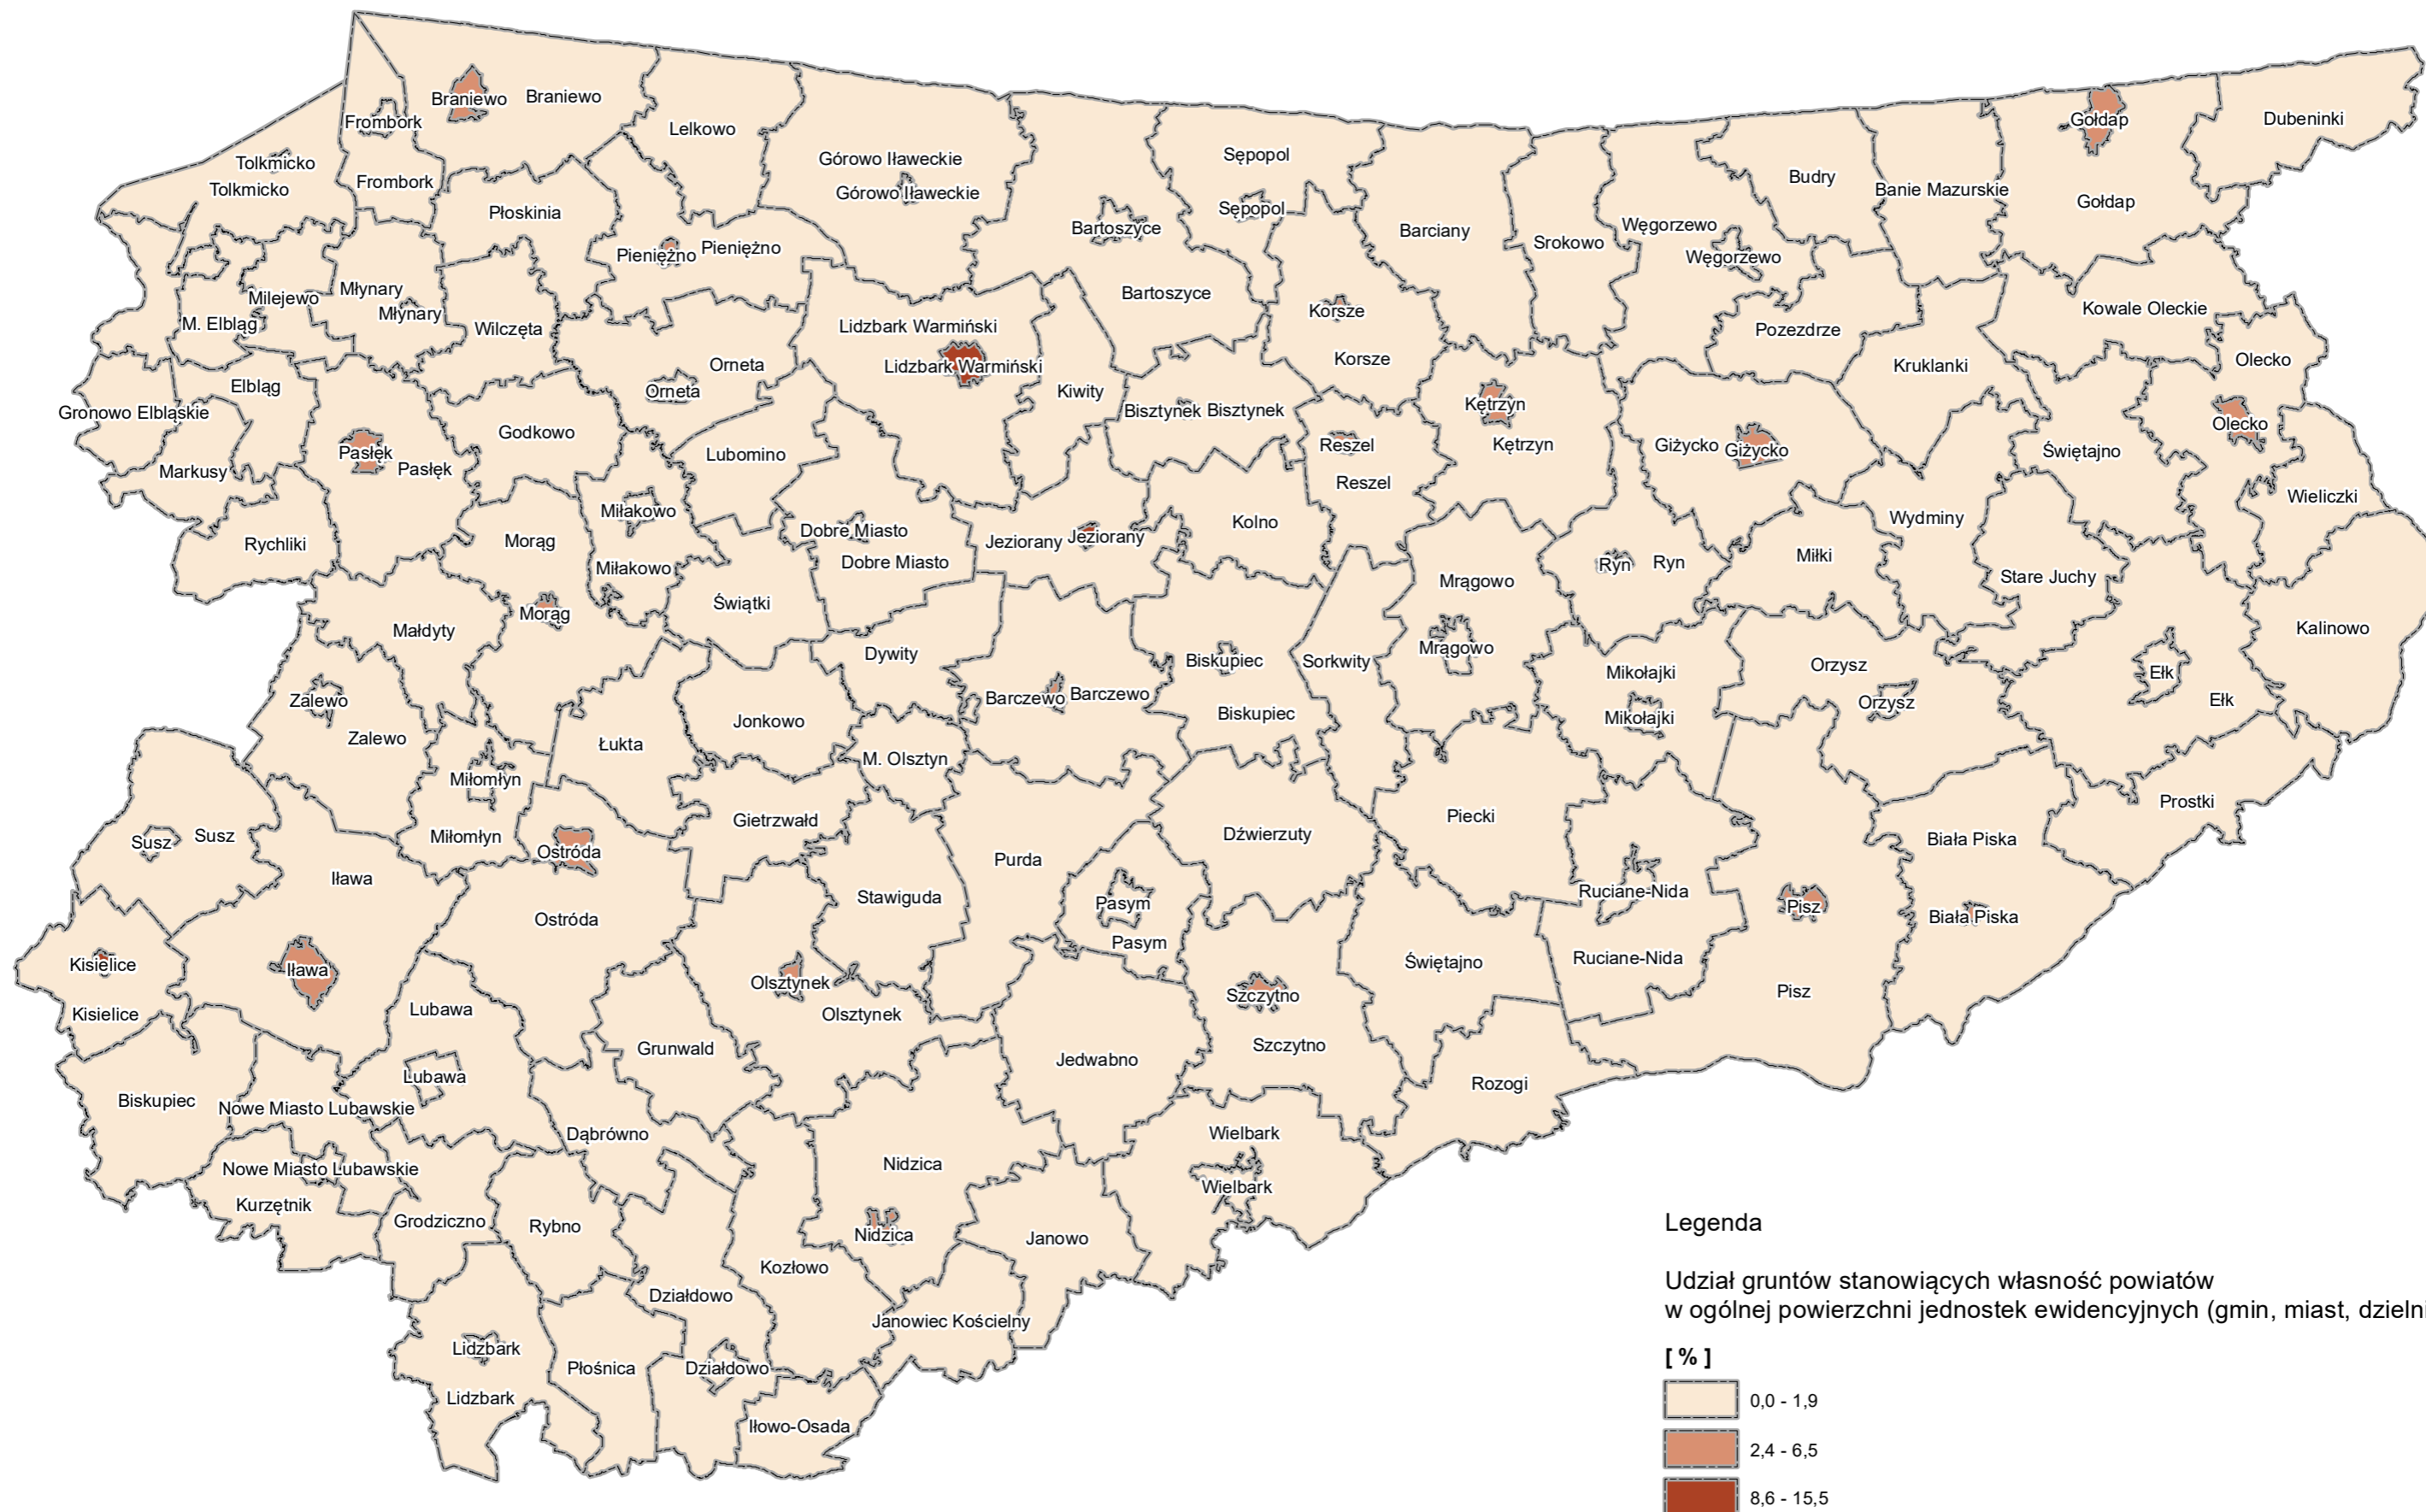 Braniewo
Braniewo
Frombork
Lelkowo
Gołdap
Dubeninki
Tolkmicko
Tolkmicko
Frombork
Górowo Iławeckie
Górowo Iławeckie
Sępopol
Sępopol
Budry
Banie Mazurskie
Gołdap
Płoskinia
Bartoszyce
Barciany
Srokowo
Węgorzewo
Węgorzewo
Pieniężno
Pieniężno
Milejewo
Młynary
Młynary
M. Elbląg
Wilczęta
Bartoszyce
Korsze
Kowale Oleckie
Lidzbark Warmiński
Lidzbark Warmiński
Pozezdrze
Korsze
Kruklanki
Olecko
Elbląg
Orneta
Orneta
Kiwity
Gronowo Elbląskie
Bisztynek
Bisztynek
Kętrzyn
Kętrzyn
Olecko
Godkowo
Pasłęk
Pasłęk
Lubomino
Reszel
Reszel
Giżycko
Giżycko
Świętajno
Markusy
Wieliczki
Miłakowo
Rychliki
Morąg
Dobre Miasto
Dobre Miasto
Jeziorany
Jeziorany
Kolno
Wydminy
Miłakowo
Mrągowo
Ryn
Ryn
Miłki
Stare Juchy
Świątki
Morąg
Małdyty
Kalinowo
Dywity
Biskupiec
Sorkwity
Mrągowo
Mikołajki
Orzysz
Ełk
Zalewo
Barczewo
Barczewo
Orzysz
Ełk
Zalewo
Jonkowo
Biskupiec
Mikołajki
Łukta
M. Olsztyn
Miłomłyn
Prostki
Susz
Susz
Miłomłyn
Ostróda
Gietrzwałd
Dźwierzuty
Piecki
Biała Piska
Iława
Purda
Stawiguda
Pasym
Ruciane-Nida
Pisz
Ostróda
Biała Piska
Pasym
Kisielice
Iława
Olsztynek
Szczytno
Świętajno
Ruciane-Nida
Pisz
Kisielice
Lubawa
Olsztynek
Grunwald
Jedwabno
Szczytno
Lubawa
Rozogi
Biskupiec
Nowe Miasto Lubawskie
Dąbrówno
Wielbark
Nowe Miasto Lubawskie
Nidzica
Wielbark
Kurzętnik
Grodziczno
Rybno
Nidzica
Janowo
Kozłowo
Działdowo
Janowiec Kościelny
Lidzbark
Płośnica
Działdowo
Lidzbark
Iłowo-Osada
Legenda
Udział gruntów stanowiących własność powiatów
w ogólnej powierzchni jednostek ewidencyjnych (gmin, miast, dzielni
[ % ]
0,0 - 1,9
2,4 - 6,5
8,6 - 15,5